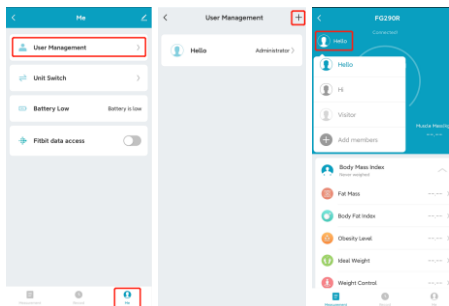 Me
User Management
Unit Switch
Battery Low
Battery is low
Fitbit data access
Me
User Management
Hello
Administrator
FG290R
Connected
Hello
Hello
Hi
Visitor
Add members
Body Mass Index
Never weighed
Fat Mass
--.--
Body Fat Index
--.--
Obesity Level
--.--
Ideal Weight
--.--
Weight Control
--.--